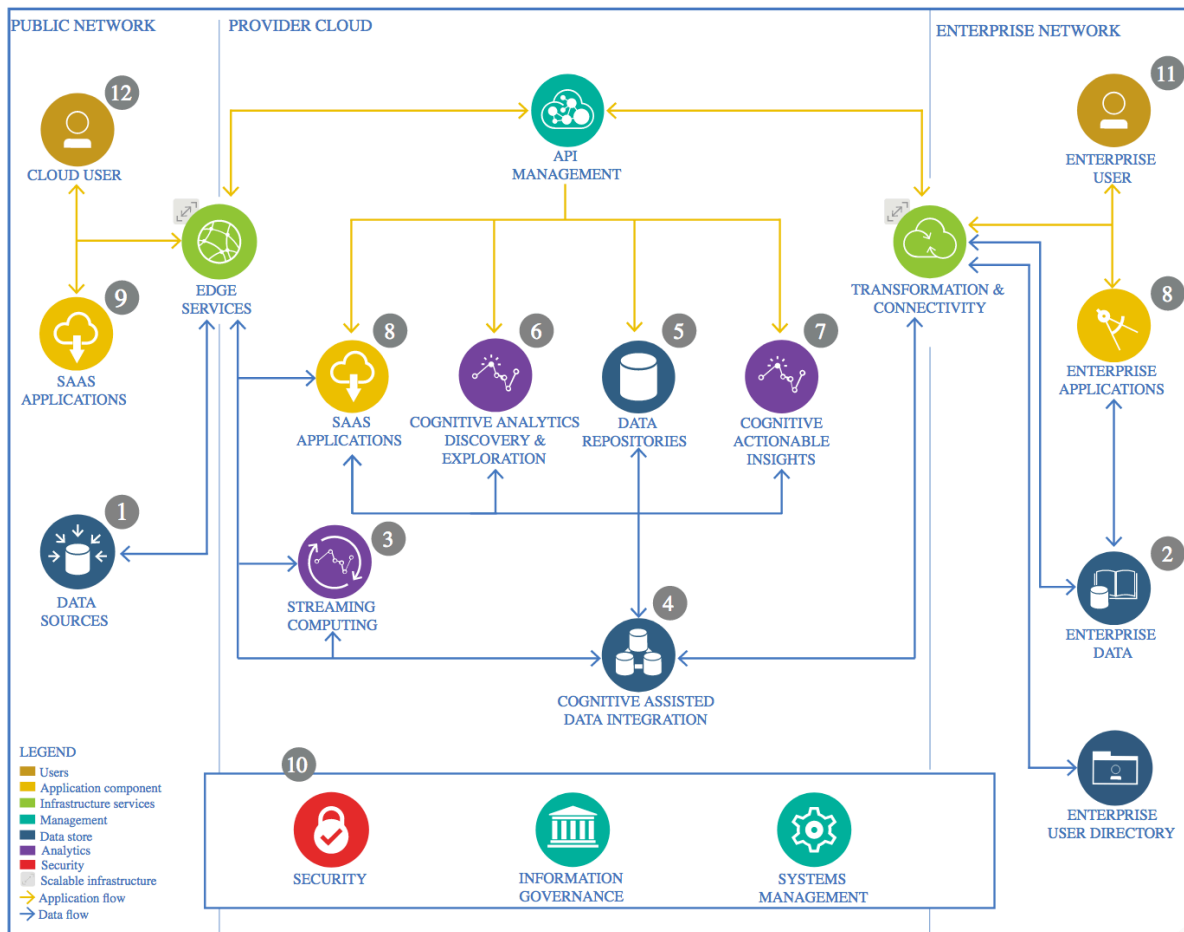 PUBLIC NETWORK
PROVIDER CLOUD
ENTERPRISE NETWORK
12
CLOUD USER
API
MANAGEMENT
11
ENTERPRISE
USER
EDGE
SERVICES
TRANSFORMATION &
CONNECTIVITY
9
SAAS
APPLICATIONS
8
SAAS
APPLICATIONS
6
COGNITIVE ANALYTICS
DISCOVERY &
EXPLORATION
5
DATA
REPOSITORIES
7
COGNITIVE
ACTIONABLE
INSIGHTS
8
ENTERPRISE
APPLICATIONS
1
DATA
SOURCES
3
STREAMING
COMPUTING
4
COGNITIVE ASSISTED
DATA INTEGRATION
2
ENTERPRISE
DATA
ENTERPRISE
USER DIRECTORY
LEGEND
Users
Application component
Infrastructure services
Management
Data store
Analytics
Security
Scalable infrastructure
Application flow
Data flow
10
SECURITY
INFORMATION
GOVERNANCE
SYSTEMS
MANAGEMENT